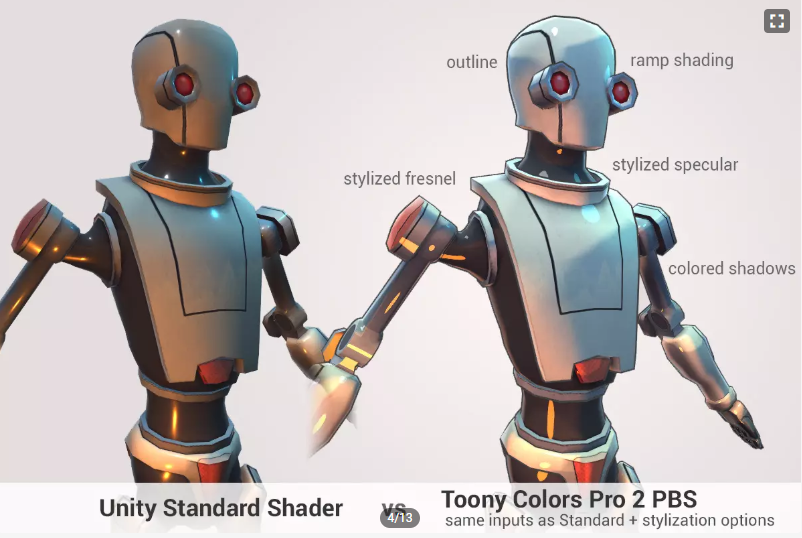 outline
ramp shading
stylized fresnel
stylized specular
colored shadows
Unity Standard Shader
vs
Toony Colors Pro 2 PBS
4/13
same inputs as Standard + stylization options